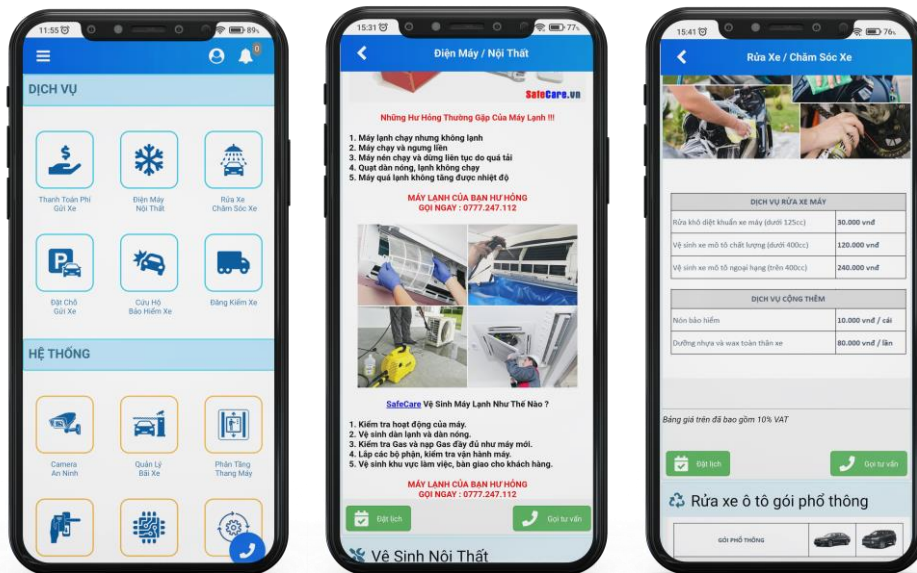 11:55
89%
0
DỊCH VỤ
Thanh Toán Phí
Gửi Xe
Điện Máy
Nội Thất
Rửa Xe
Chăm Sóc Xe
Đặt Chỗ
Gửi Xe
Cứu Hộ
Bảo Hiểm Xe
Đăng Kiểm Xe
HỆ THỐNG
Camera
An Ninh
Quản Lý
Bãi Xe
Phân Tầng
Thang Máy
15:31
77%
Điện Máy / Nội Thất
SafeCare.vn
Những Hư Hỏng Thường Gặp Của Máy Lạnh !!!
1. Máy lạnh chạy nhưng không lạnh
2. Máy chạy và ngưng liền
3. Máy nén chạy và dừng liên tục do quá tải
4. Quạt dàn nóng, lạnh không chạy
5. Máy quá lạnh không tăng được nhiệt độ
MÁY LẠNH CỦA BẠN HƯ HỎNG
GỌI NGAY : 0777.247.112
SafeCare Vệ Sinh Máy Lạnh Như Thế Nào ?
1. Kiểm tra hoạt động của máy.
2. Vệ sinh dàn lạnh và dàn nóng.
3. Kiểm tra Gas và nạp Gas đầy đủ như máy mới.
4. Lắp các bộ phận, kiểm tra vận hành máy.
5. Vệ sinh khu vực làm việc, bàn giao cho khách hàng.
MÁY LẠNH CỦA BẠN HƯ HỎNG
GỌI NGAY : 0777.247.112
Đặt lịch
Gọi tư vấn
Vệ Sinh Nội Thất
15:41
76%
Rửa Xe / Chăm Sóc Xe
DỊCH VỤ RỬA XE MÁY
Rửa khô diệt khuẩn xe máy (dưới 125cc) 30.000 vnđ
Vệ sinh xe mô tô chất lượng (dưới 400cc) 120.000 vnđ
Vệ sinh xe mô tô ngoại hạng (trên 400cc) 240.000 vnđ
DỊCH VỤ CỘNG THÊM
Nón bảo hiểm 10.000 vnđ / cái
Dưỡng nhựa và wax toàn thân xe 80.000 vnđ / lần
Bảng giá trên đã bao gồm 10% VAT
Đặt lịch
Gọi tư vấn
Rửa xe ô tô gói phổ thông
GÓI PHỔ THÔNG